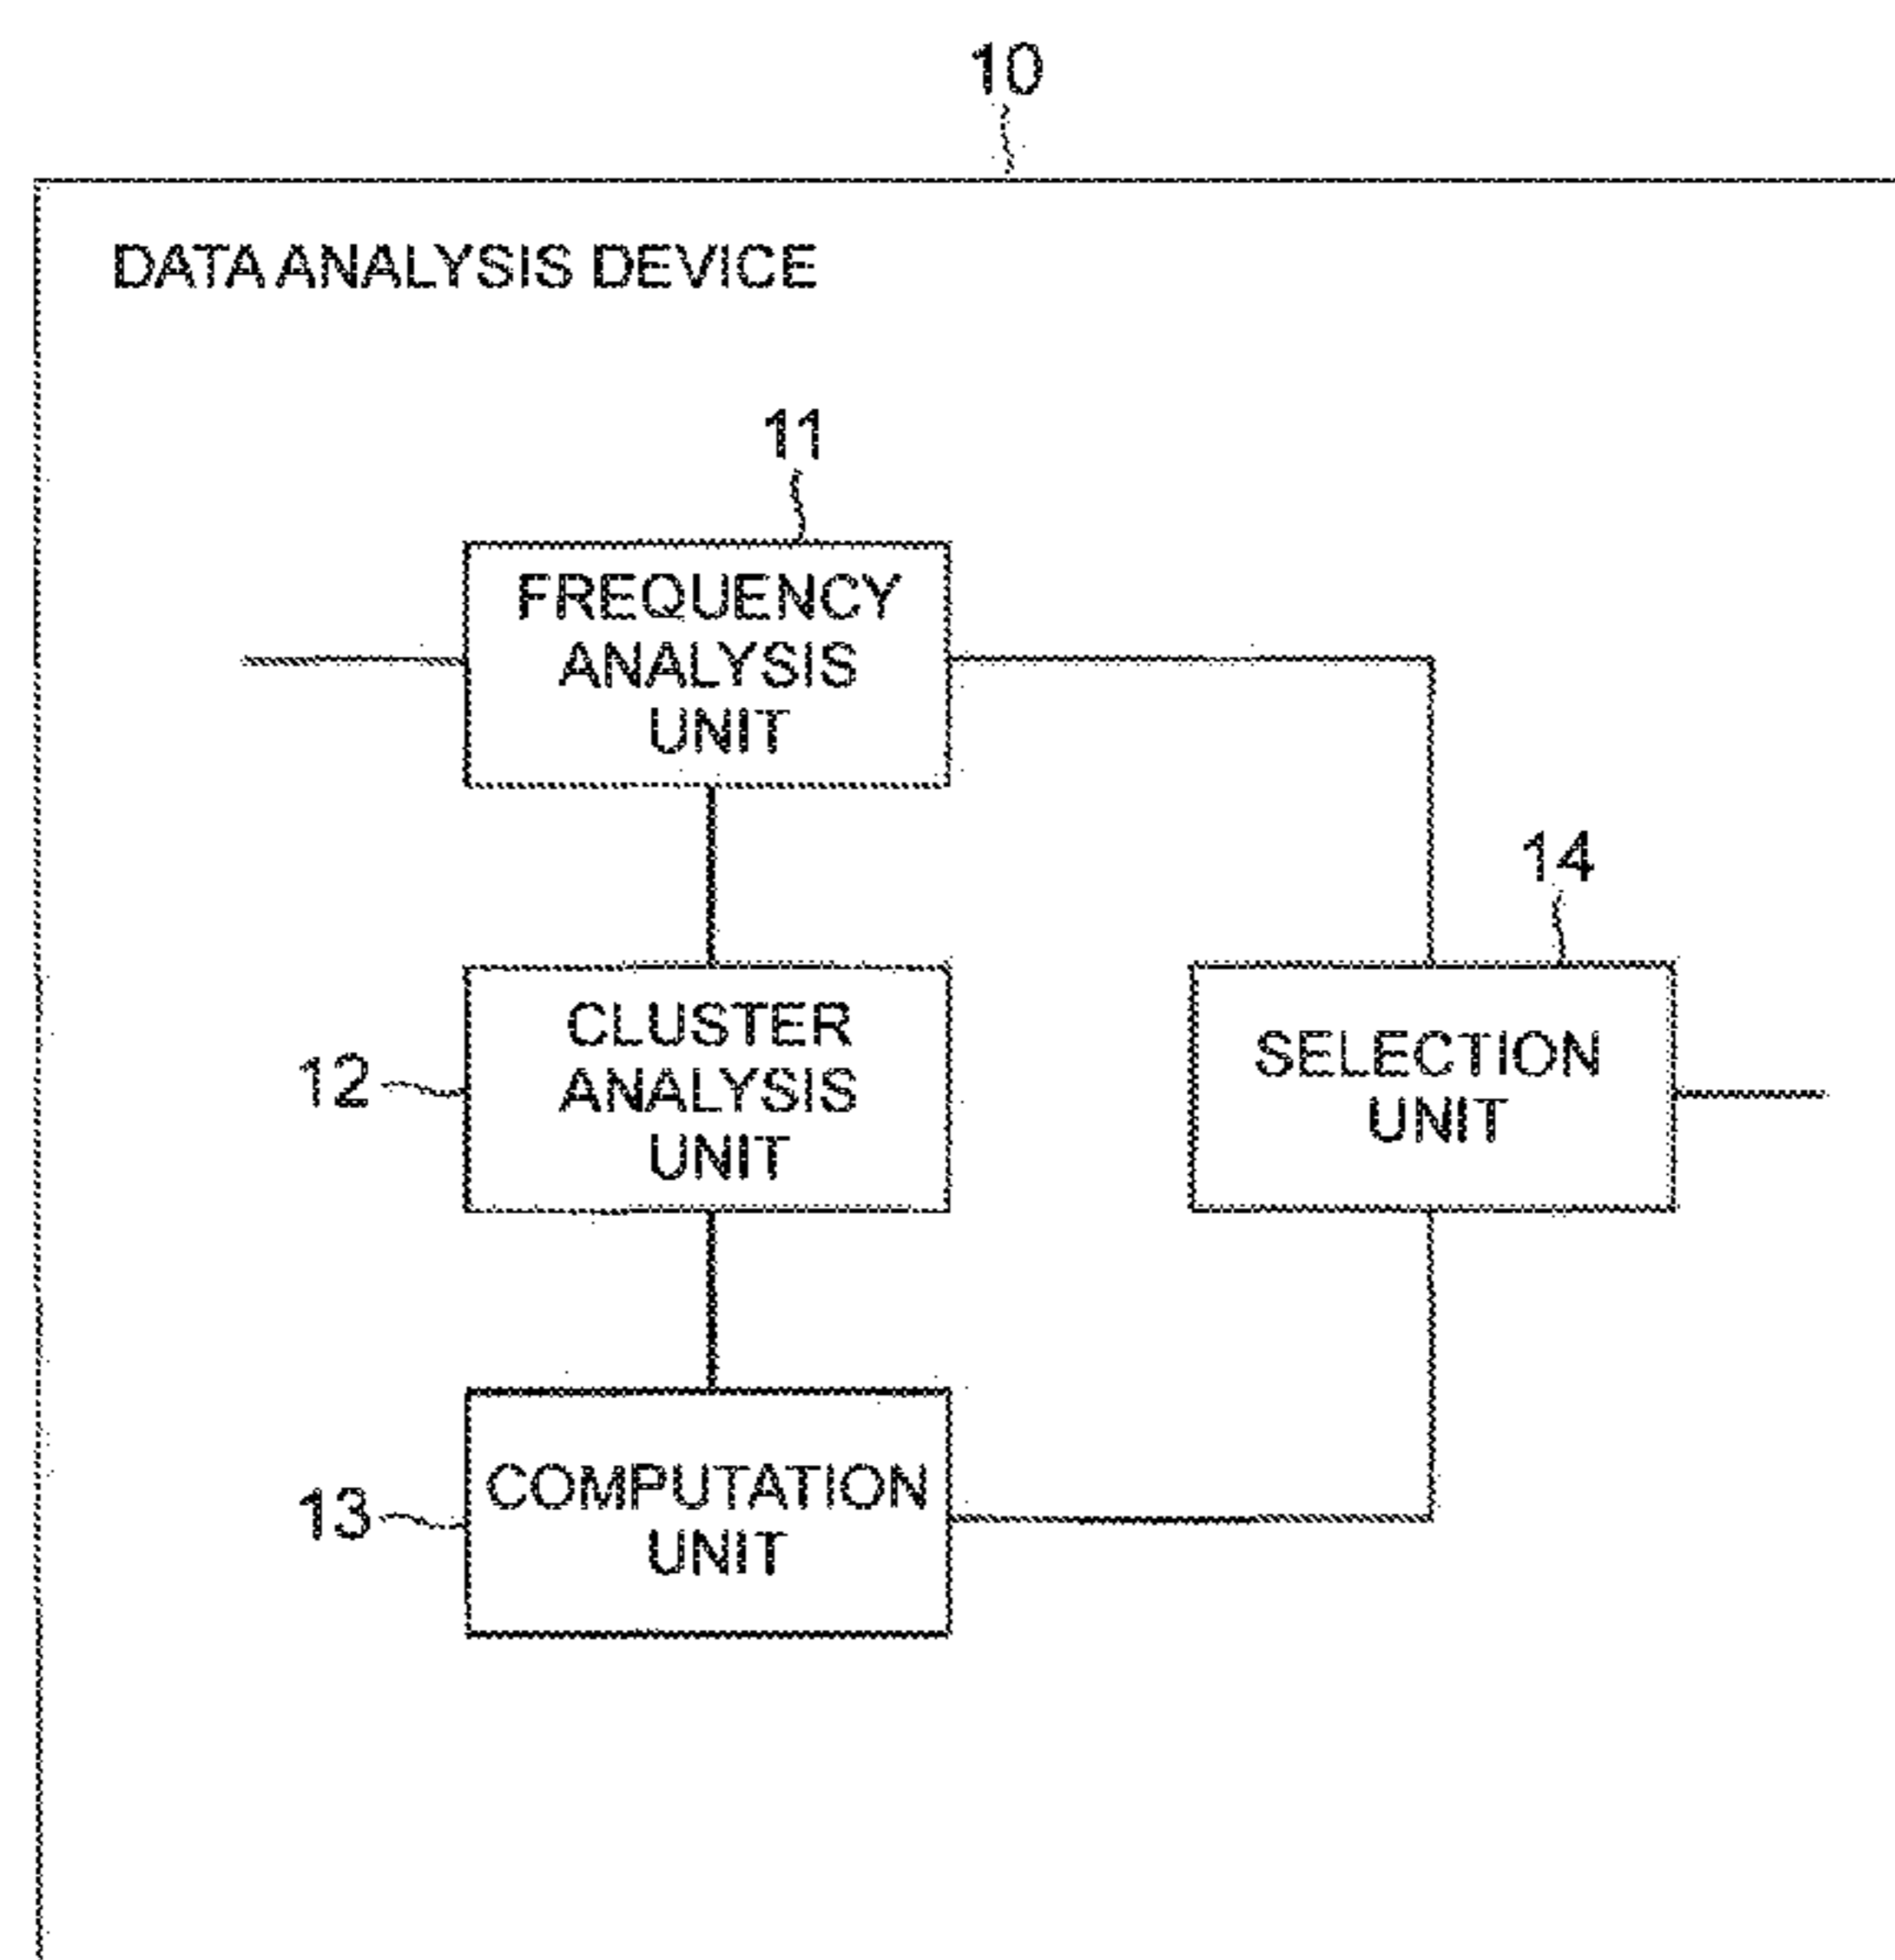 10
DATA ANALYSIS DEVICE
11
FREQUENCY
ANALYSIS
UNIT
14
12
CLUSTER
ANALYSIS
UNIT
SELECTION
UNIT
13
COMPUTATION
UNIT